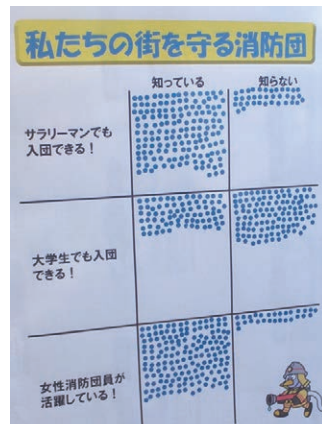 私たちの街を守る消防団
知っている 知らない
サラリーマンでも
入団できる！
大学生でも入団
できる！
女性消防団員が
活躍している！